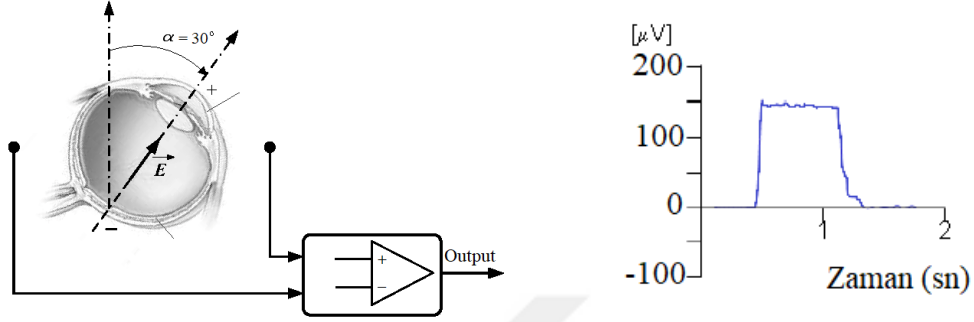 α = 30°
+
E
−
+
−
Output
[μV]
200
100
0
-100
1
2
Zaman (sn)